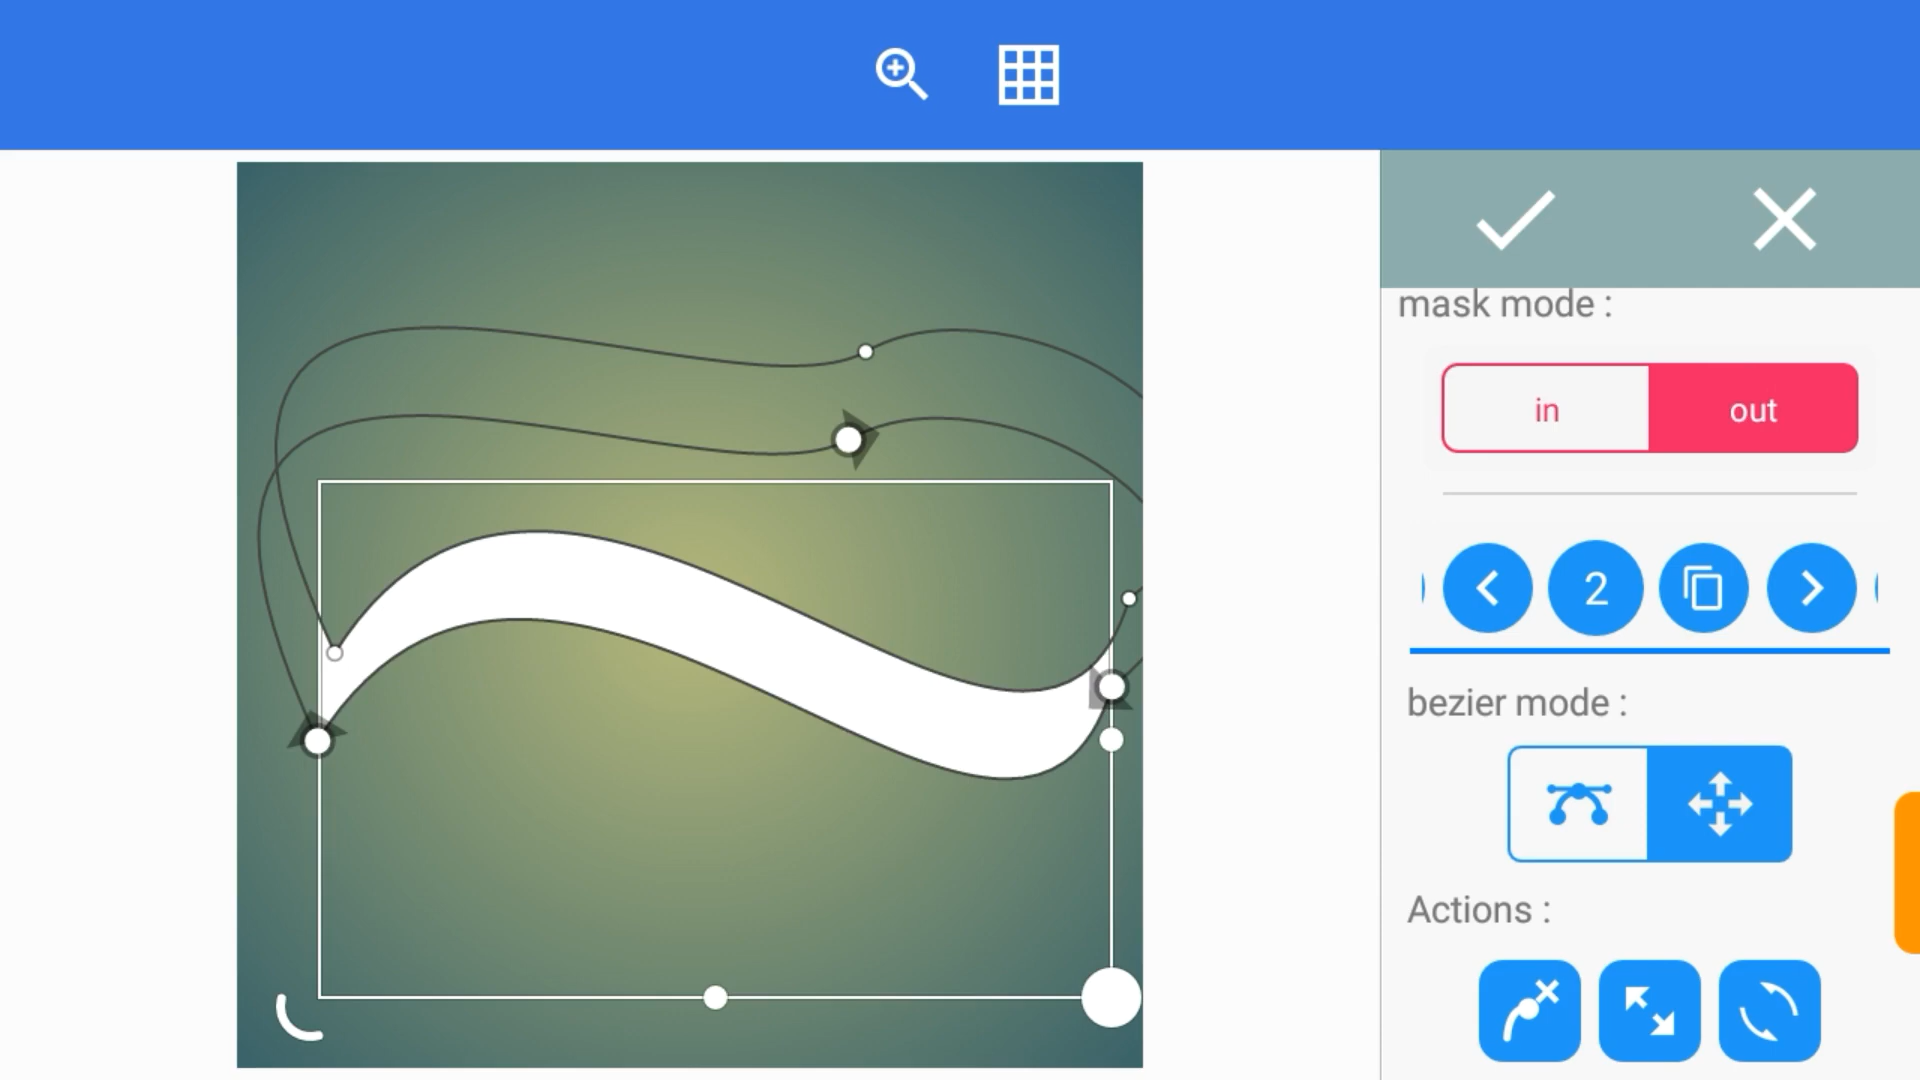 mask mode :
in out
2
bezier mode :
Actions :